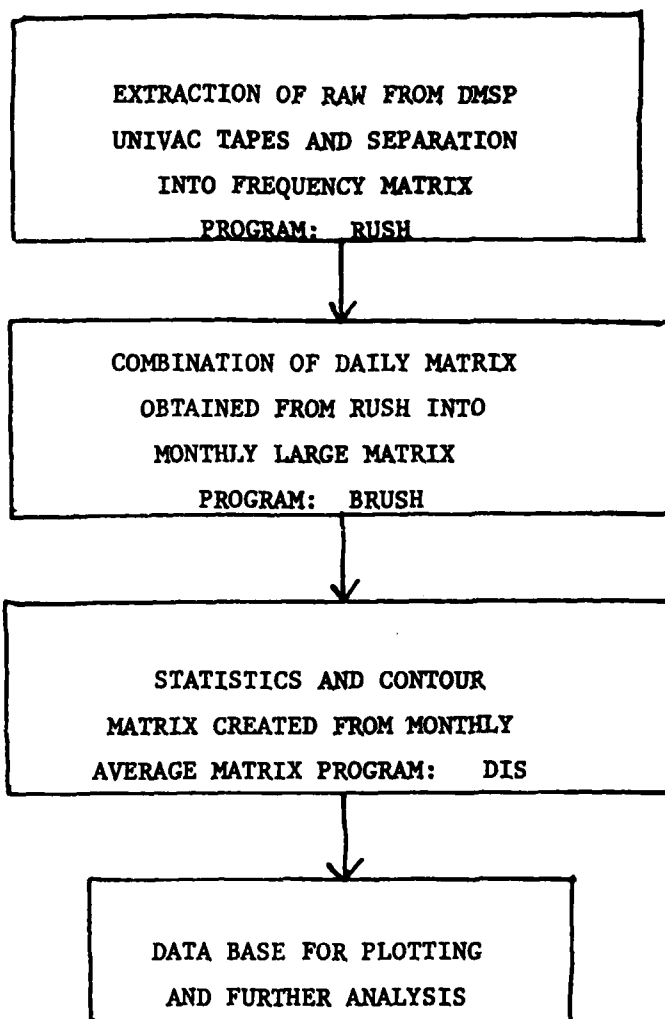 EXTRACTION OF RAW FROM DMSP
UNIVAC TAPES AND SEPARATION
INTO FREQUENCY MATRIX
PROGRAM: RUSH
COMBINATION OF DAILY MATRIX
OBTAINED FROM RUSH INTO
MONTHLY LARGE MATRIX
PROGRAM: BRUSH
STATISTICS AND CONTOUR
MATRIX CREATED FROM MONTHLY
AVERAGE MATRIX PROGRAM: DIS
DATA BASE FOR PLOTTING
AND FURTHER ANALYSIS